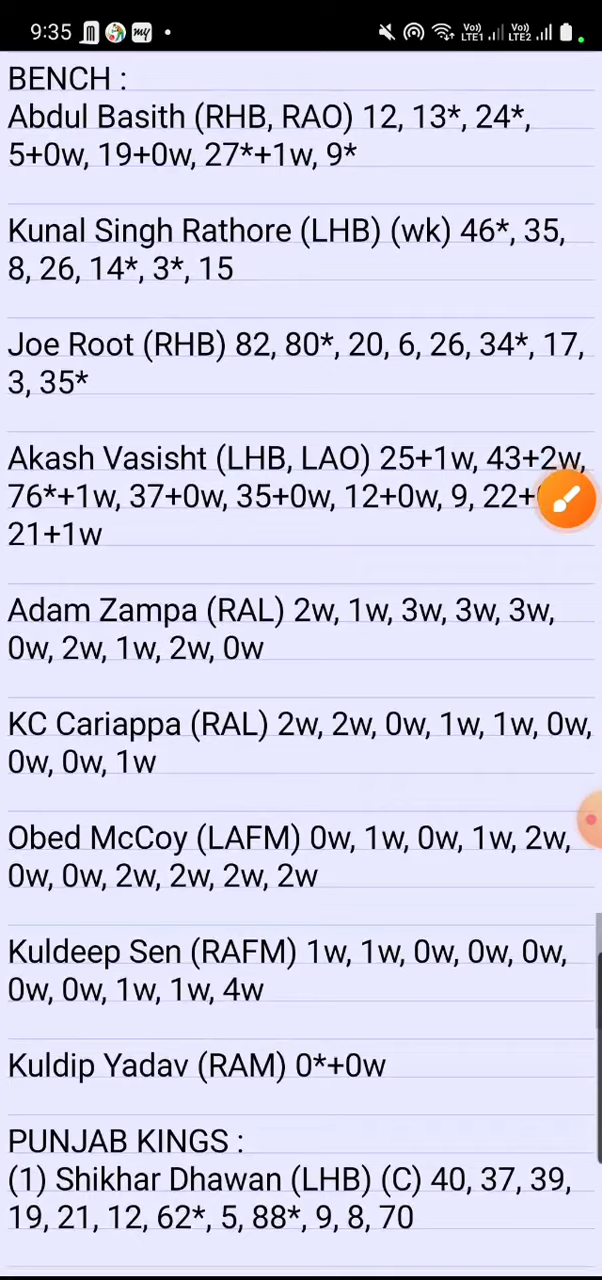 9:35
Vo)) LTE1 Vo)) LTE2
BENCH :
Abdul Basith (RHB, RAO) 12, 13*, 24*,
5+0w, 19+0w, 27*+1w, 9*
Kunal Singh Rathore (LHB) (wk) 46*, 35,
8, 26, 14*, 3*, 15
Joe Root (RHB) 82, 80*, 20, 6, 26, 34*, 17,
3, 35*
Akash Vasisht (LHB, LAO) 25+1w, 43+2w,
76*+1w, 37+0w, 35+0w, 12+0w, 9, 22+
21+1w
Adam Zampa (RAL) 2w, 1w, 3w, 3w, 3w,
0w, 2w, 1w, 2w, 0w
KC Cariappa (RAL) 2w, 2w, 0w, 1w, 1w, 0w,
0w, 0w, 1w
Obed McCoy (LAFM) 0w, 1w, 0w, 1w, 2w,
0w, 0w, 2w, 2w, 2w, 2w
Kuldeep Sen (RAFM) 1w, 1w, 0w, 0w, 0w,
0w, 0w, 1w, 1w, 4w
Kuldip Yadav (RAM) 0*+0w
PUNJAB KINGS :
(1) Shikhar Dhawan (LHB) (C) 40, 37, 39,
19, 21, 12, 62*, 5, 88*, 9, 8, 70